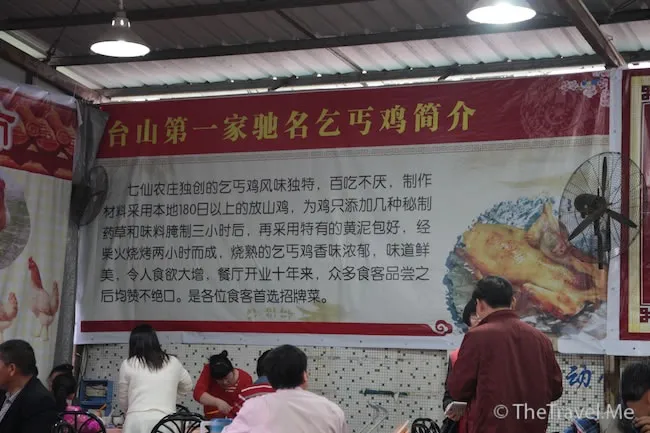 台山第一家驰名乞丐鸡简介
七仙农庄独创的乞丐鸡风味独特，百吃不厌，制作
材料采用本地180日以上的放山鸡，为鸡只添加几种秘制
药草和味料腌制三小时后，再采用特有的黄泥包好，经
柴火烧烤两小时而成，烧熟的乞丐鸡香味浓郁，味道鲜
美，令人食欲大增，餐厅开业十年来，众多食客品尝之
后均赞不绝口。是各位食客首选招牌菜。
介
动
© TheTravel.Me